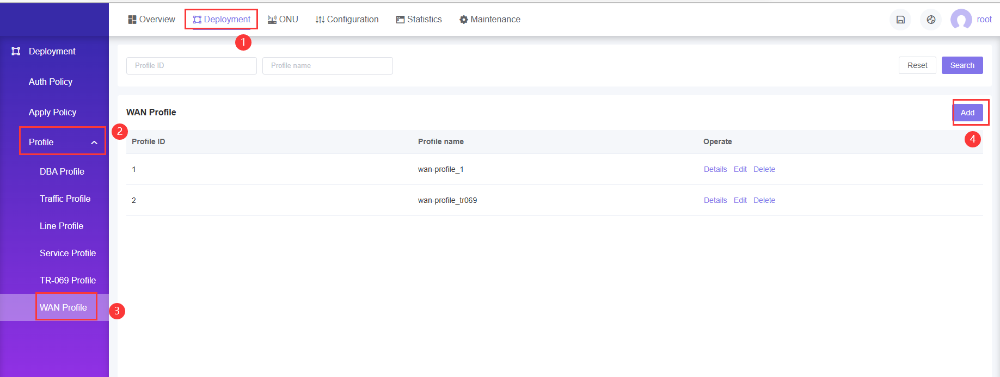 Overview Deployment ONU Configuration Statistics Maintenance root
1
Deployment
Auth Policy
Apply Policy
Profile
2
DBA Profile
Traffic Profile
Line Profile
Service Profile
TR-069 Profile
WAN Profile
3
Profile ID Profile name Reset Search
WAN Profile Add
4
Profile ID Profile name Operate
1 wan-profile_1 Details Edit Delete
2 wan-profile_tr069 Details Edit Delete